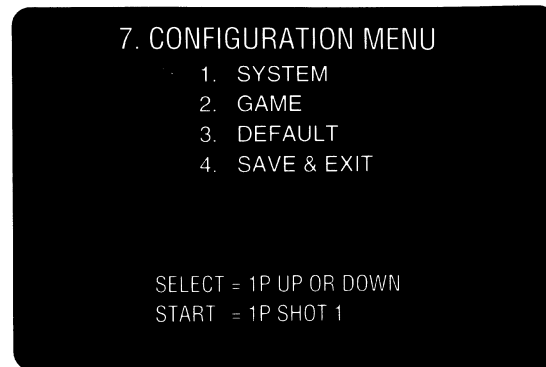 7. CONFIGURATION MENU
1. SYSTEM
2. GAME
3. DEFAULT
4. SAVE & EXIT
SELECT = 1P UP OR DOWN
START = 1P SHOT 1